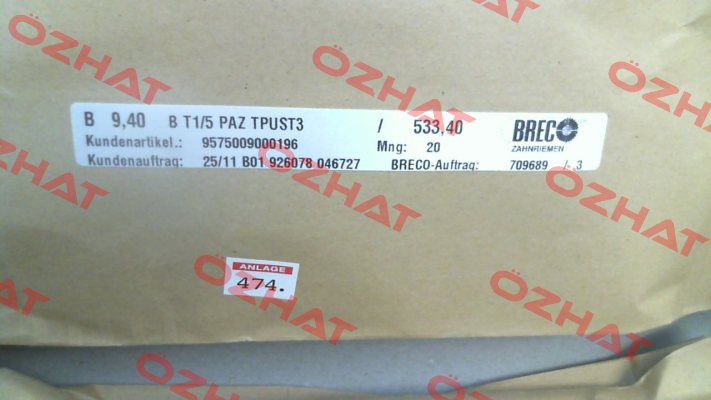 B 9,40 B T1/5 PAZ TPUST3 / 533,40 BRECO
ZAHNRIEMEN
Kundenartikel.: 9575009000196 Mng: 20
Kundenauftrag: 25/11 B01 926078 046727 BRECO-Auftrag: 709689 /- 3
ANLAGE
474.
ÖZHAT
ÖZHAT
ÖZHAT
ÖZHAT
ÖZHAT
ÖZHAT
ÖZHAT
ÖZHAT